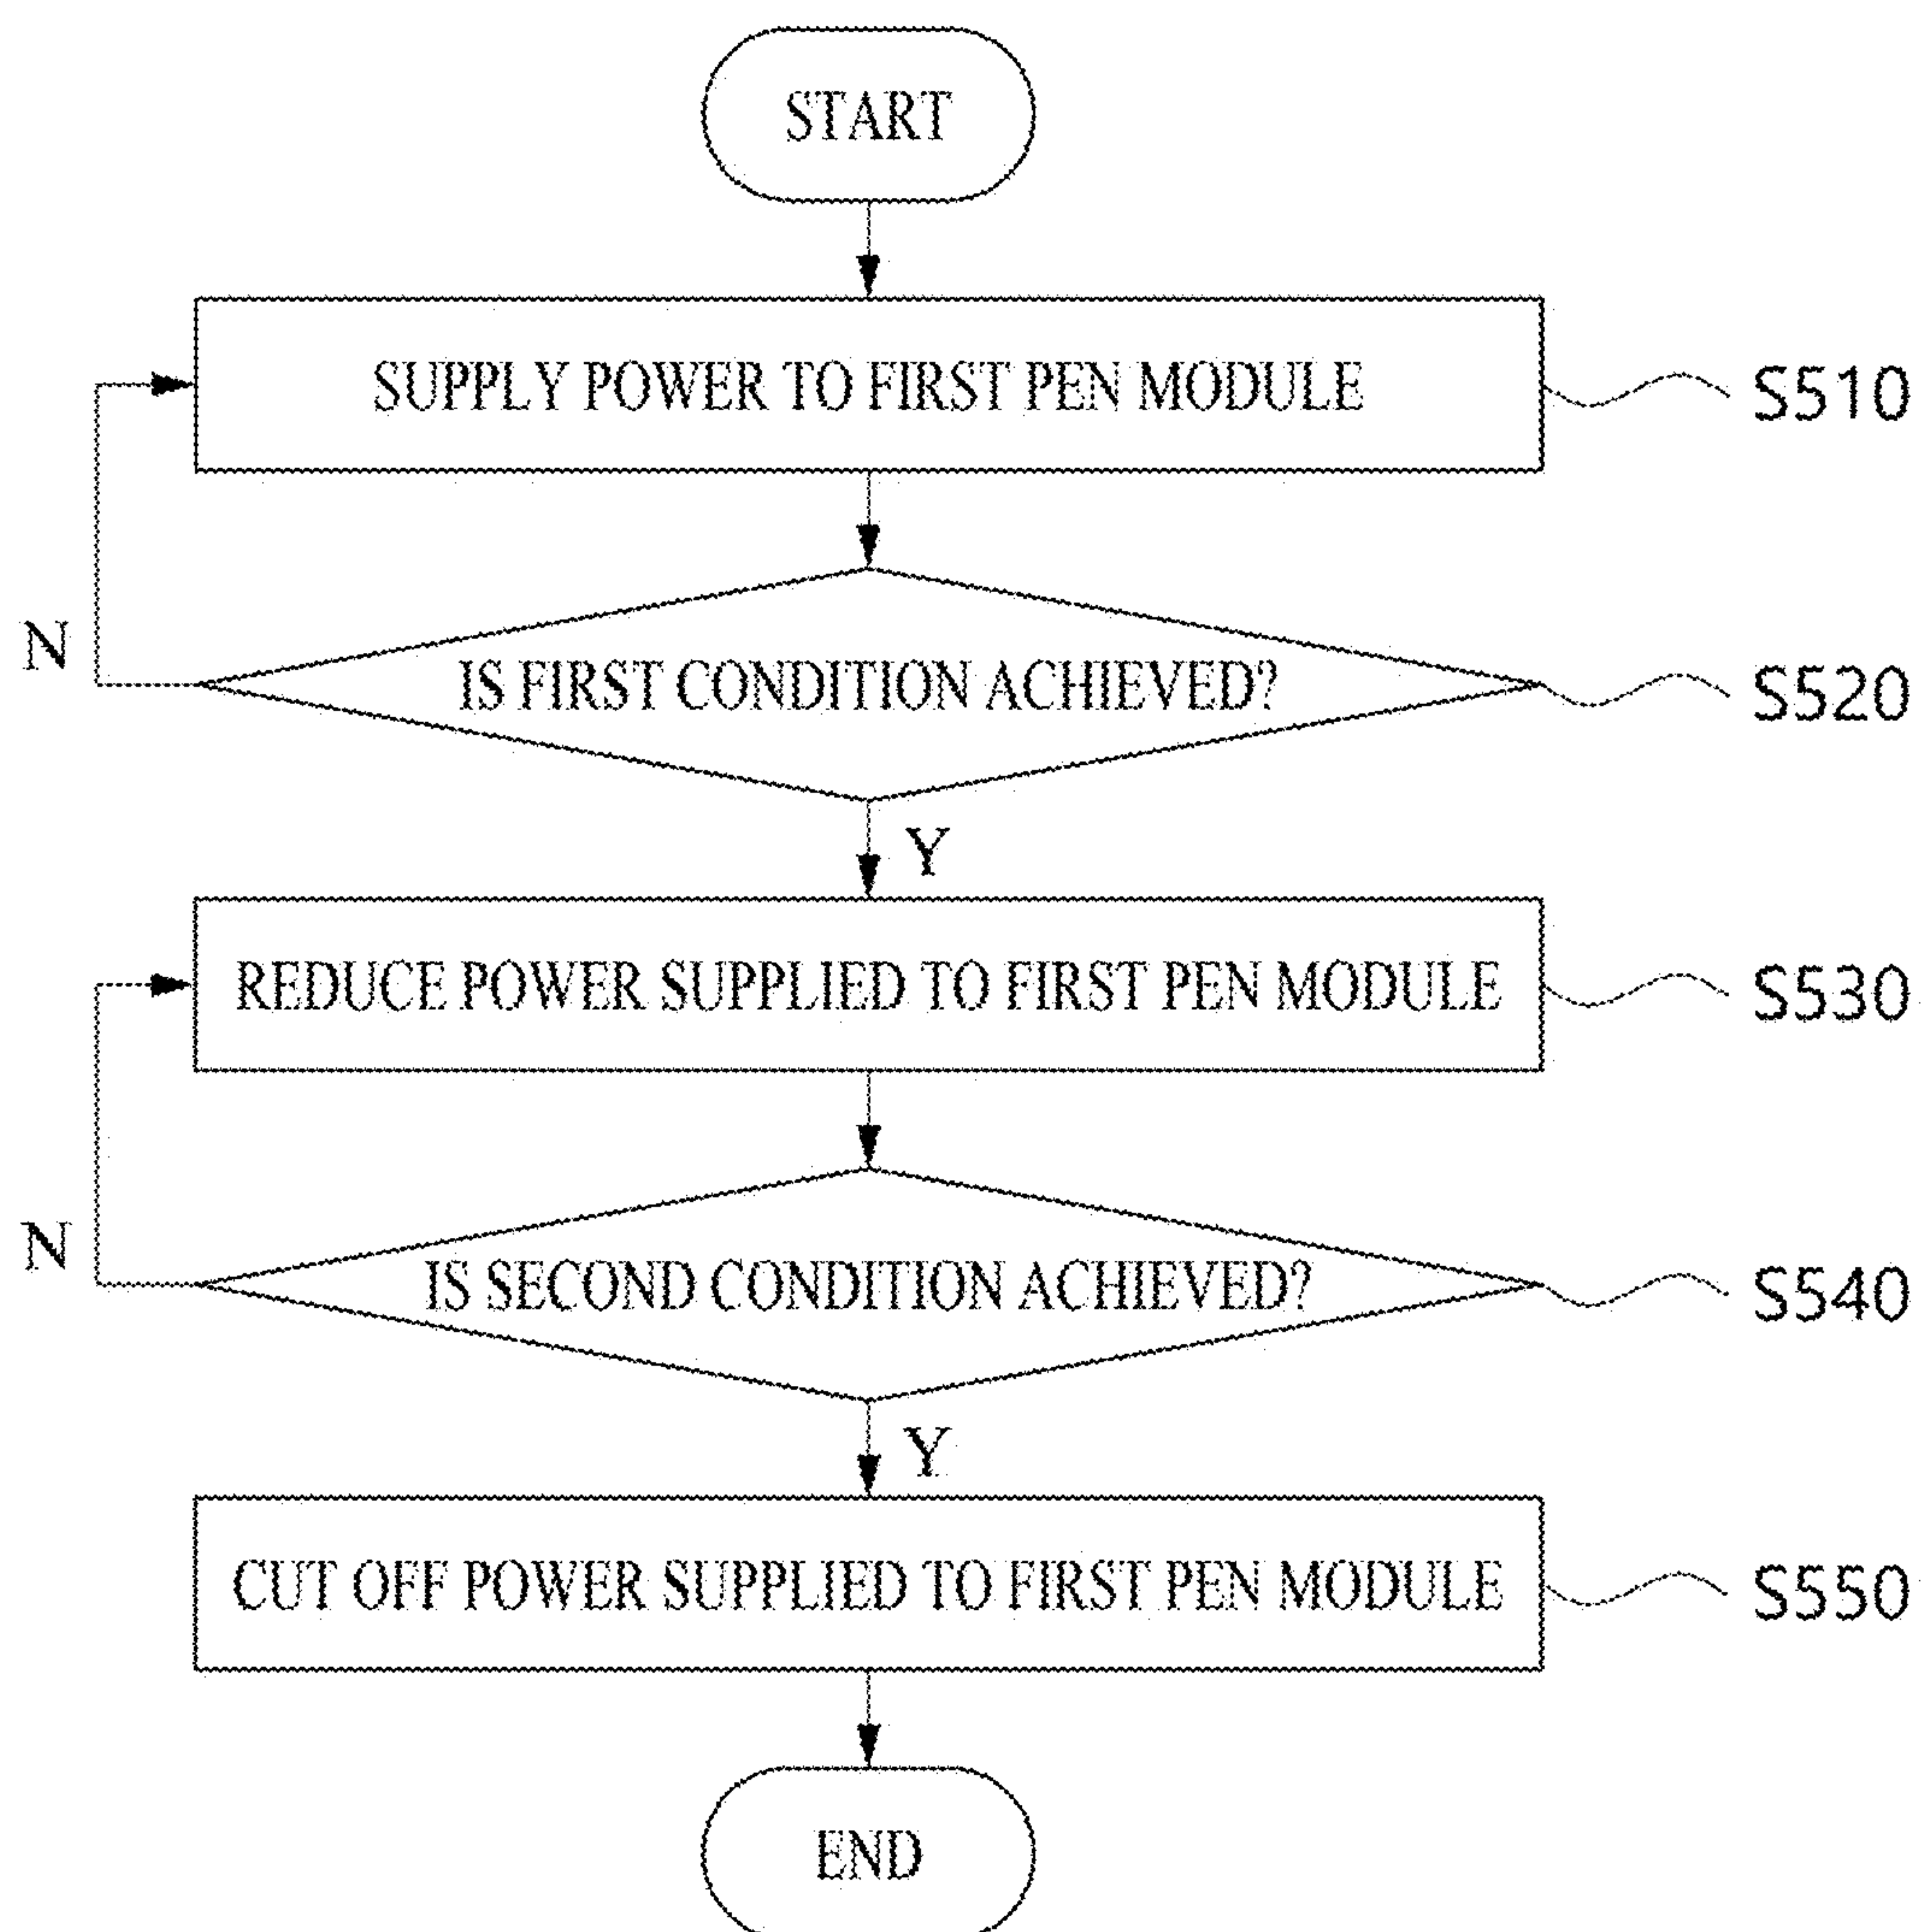 START
SUPPLY POWER TO FIRST PEN MODULE
S510
N
IS FIRST CONDITION ACHIEVED?
S520
Y
REDUCE POWER SUPPLIED TO FIRST PEN MODULE
S530
N
IS SECOND CONDITION ACHIEVED?
S540
Y
CUT OFF POWER SUPPLIED TO FIRST PEN MODULE
S550
END